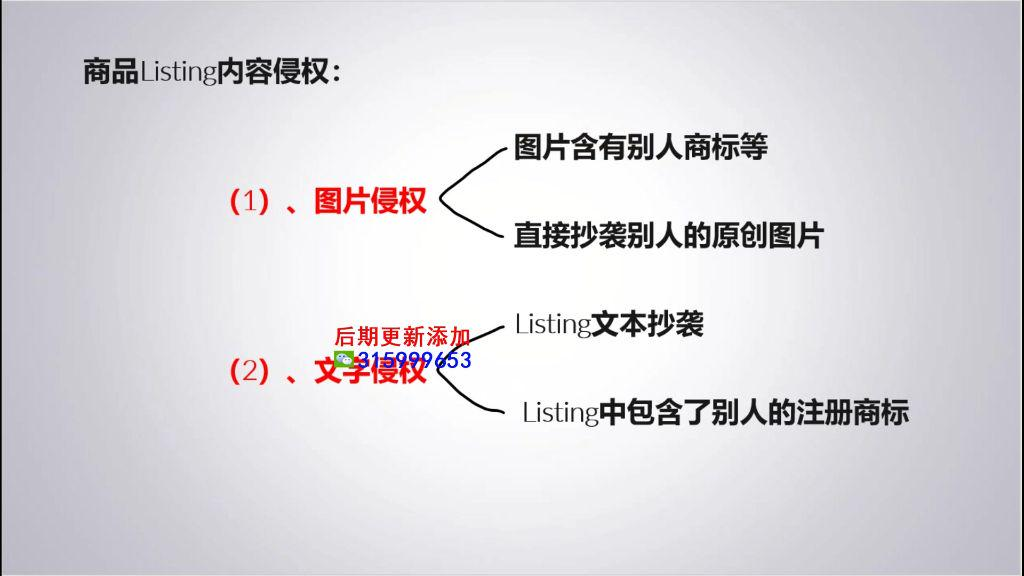 商品Listing内容侵权：
图片含有别人商标等
（1）、图片侵权
直接抄袭别人的原创图片
Listing文本抄袭
后期更新添加
315999653
（2）、文字侵权
Listing中包含了别人的注册商标